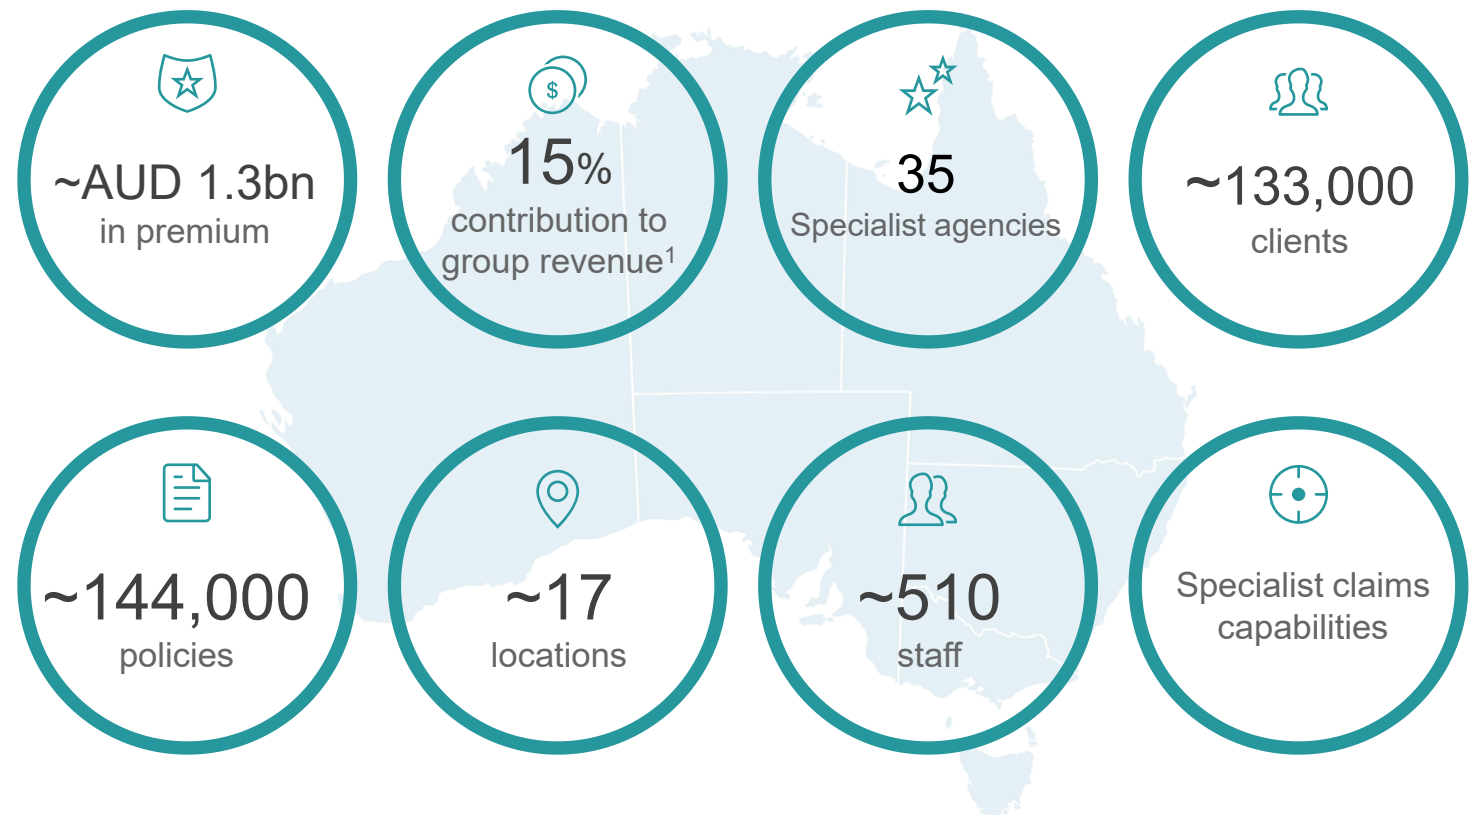 ~AUD 1.3bn
in premium
$
15%
contribution to
group revenue¹
35
Specialist agencies
~133,000
clients
~144,000
policies
~17
locations
~510
staff
Specialist claims
capabilities